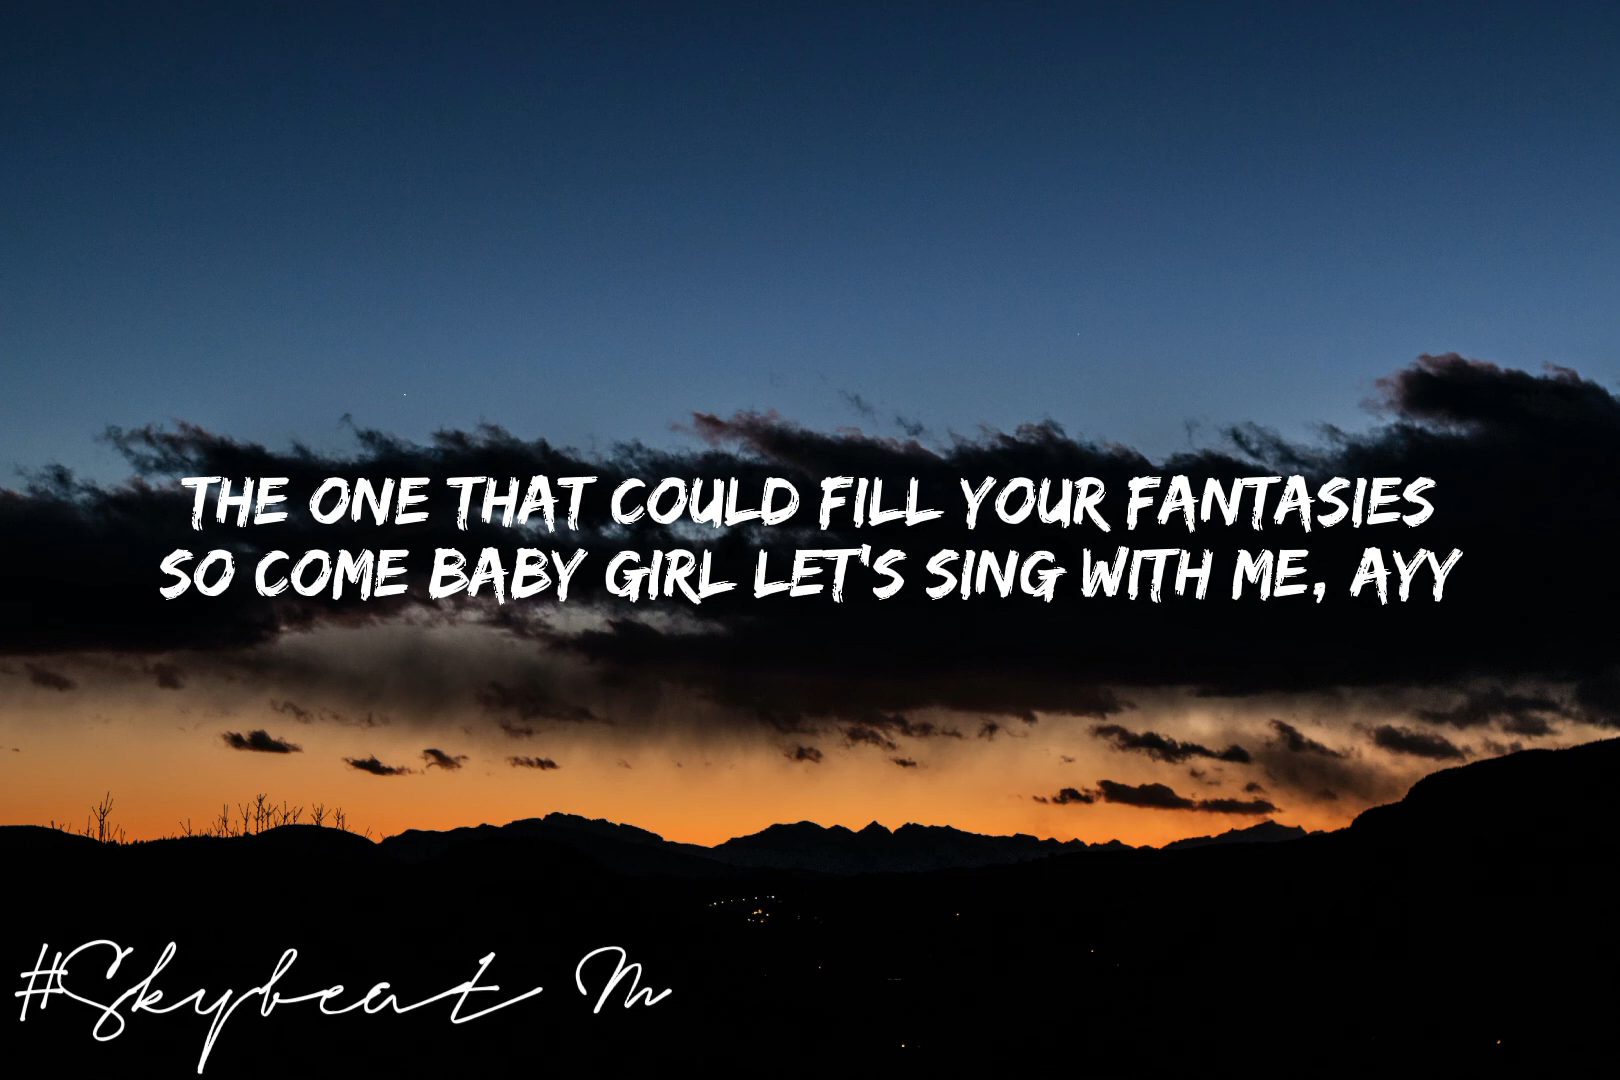 THE ONE THAT COULD FILL YOUR FANTASIES
SO COME BABY GIRL LET'S SING WITH ME, AYY
#Skybeat M